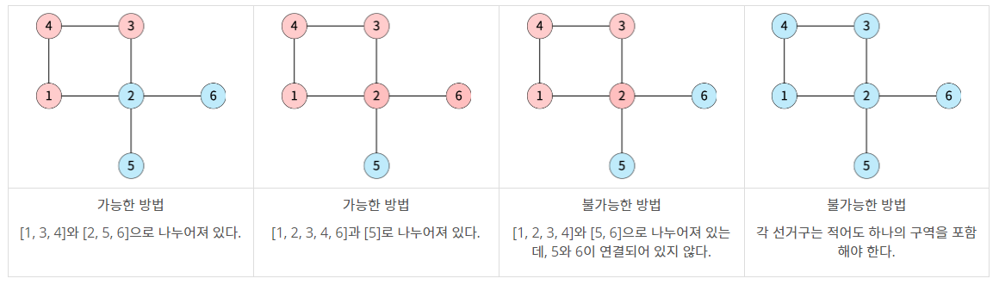 4 3
1 2 6
5
가능한 방법
[1, 3, 4]와 [2, 5, 6]으로 나누어져 있다.
4 3
1 2 6
5
가능한 방법
[1, 2, 3, 4, 6]과 [5]로 나누어져 있다.
4 3
1 2 6
5
불가능한 방법
[1, 2, 3, 4]와 [5, 6]으로 나누어져 있는
데, 5와 6이 연결되어 있지 않다.
4 3
1 2 6
5
불가능한 방법
각 선거구는 적어도 하나의 구역을 포함
해야 한다.